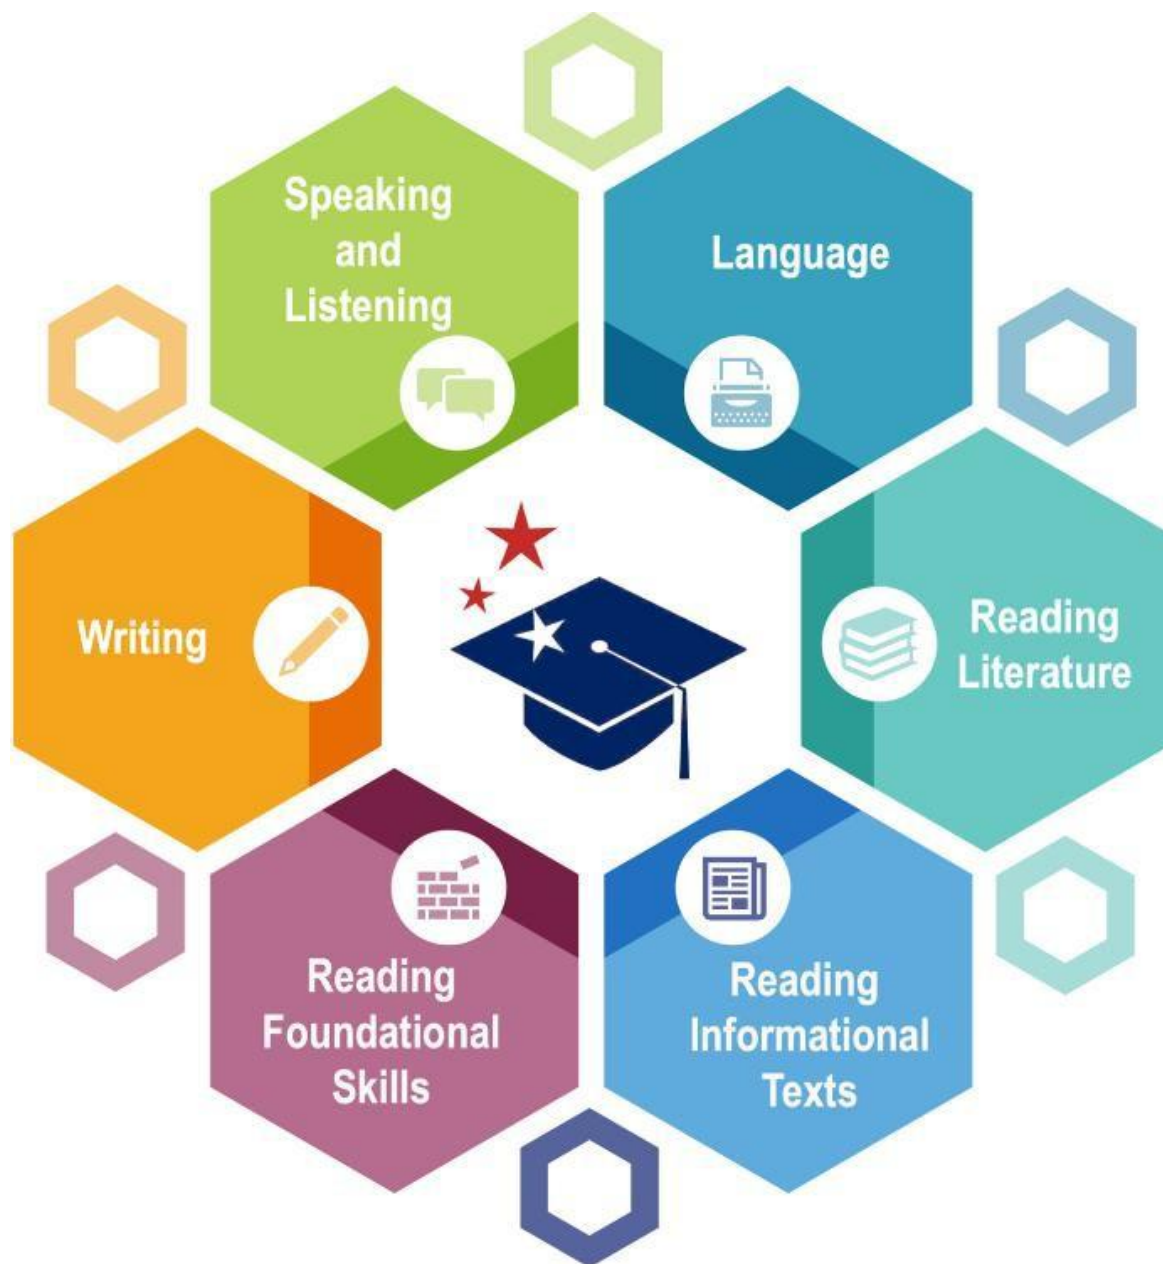 Speaking
and
Listening
Language
Writing
Reading
Literature
Reading
Foundational
Skills
Reading
Informational
Texts